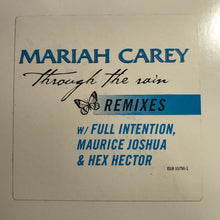 MARIAH CAREY
through the rain
REMIXES
W/ FULL INTENTION,
MAURICE JOSHUA
& HEX HECTOR